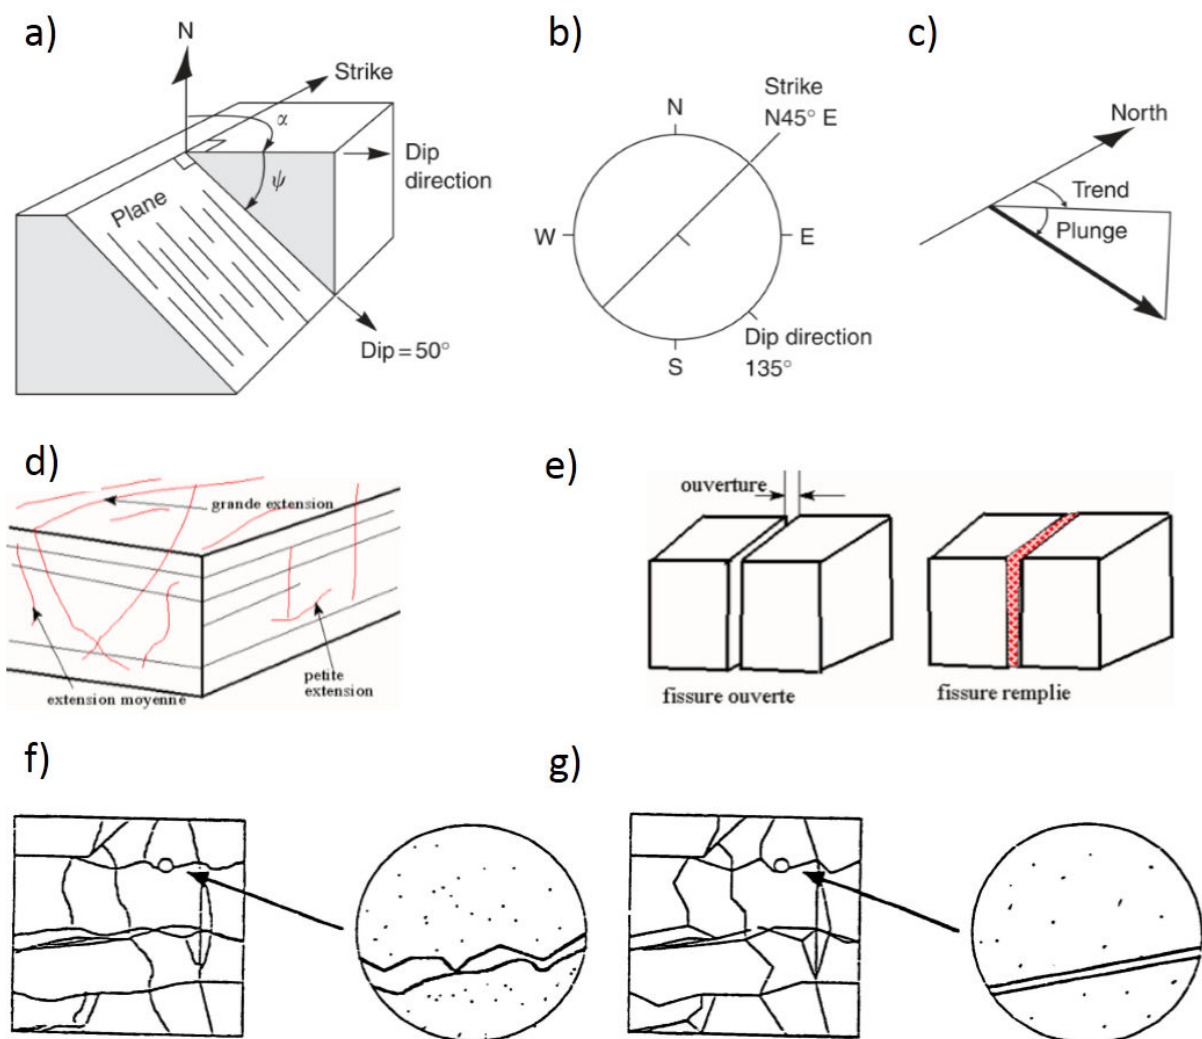 a)
N
Strike
α
Dip
direction
ψ
Plane
Dip = 50°
b)
Strike
N45° E
N
W
E
S
Dip direction
135°
c)
North
Trend
Plunge
d)
grande extension
petite
extension
extension moyenne
e)
ouverture
fissure ouverte
fissure remplie
f)
g)